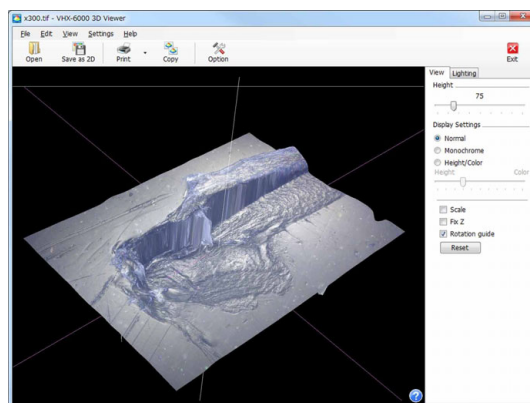 x300.tif - VHX-6000 3D Viewer
File Edit View Settings Help
Open Save as 2D Print Copy Option Exit
View Lighting
Height
75
Display Settings
Normal
Monochrome
Height/Color
Height Color
Scale
Fix Z
Rotation guide
Reset
?